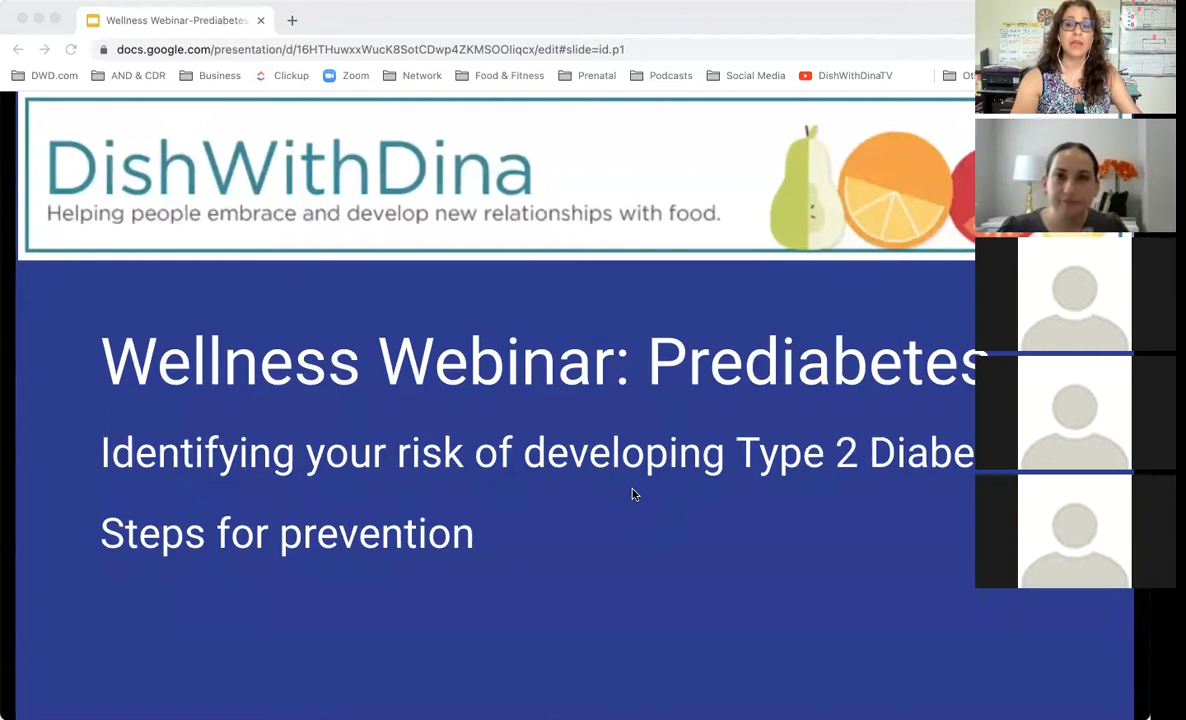 Wellness Webinar-Prediabetes
docs.google.com/presentation/d/16HTHuwxxWucK8SotCDwp4ZKMSOOliqcx/edit#slide=id.p1
DWD.com AND & CDR Business Clickup Zoom Network Food & Fitness Prenatal Podcasts Social Media DishWithDinaTV Ot
DishWithDina
Helping people embrace and develop new relationships with food.
Wellness Webinar: Prediabetes
Identifying your risk of developing Type 2 Diabe
Steps for prevention